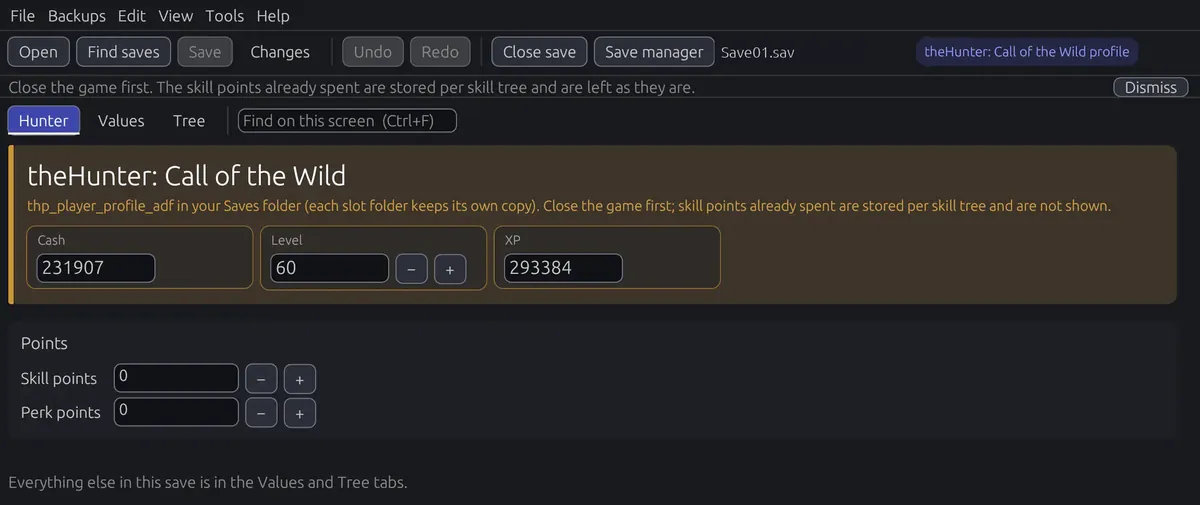 File Backups Edit View Tools Help
Open Find saves Save Changes Undo Redo Close save Save manager Save01.sav theHunter: Call of the Wild profile
Close the game first. The skill points already spent are stored per skill tree and are left as they are. Dismiss
Hunter Values Tree Find on this screen (Ctrl+F)
theHunter: Call of the Wild
thp_player_profile_adf in your Saves folder (each slot folder keeps its own copy). Close the game first; skill points already spent are stored per skill tree and are not shown.
Cash Level XP
231907 60 − + 293384
Points
Skill points 0 − +
Perk points 0 − +
Everything else in this save is in the Values and Tree tabs.